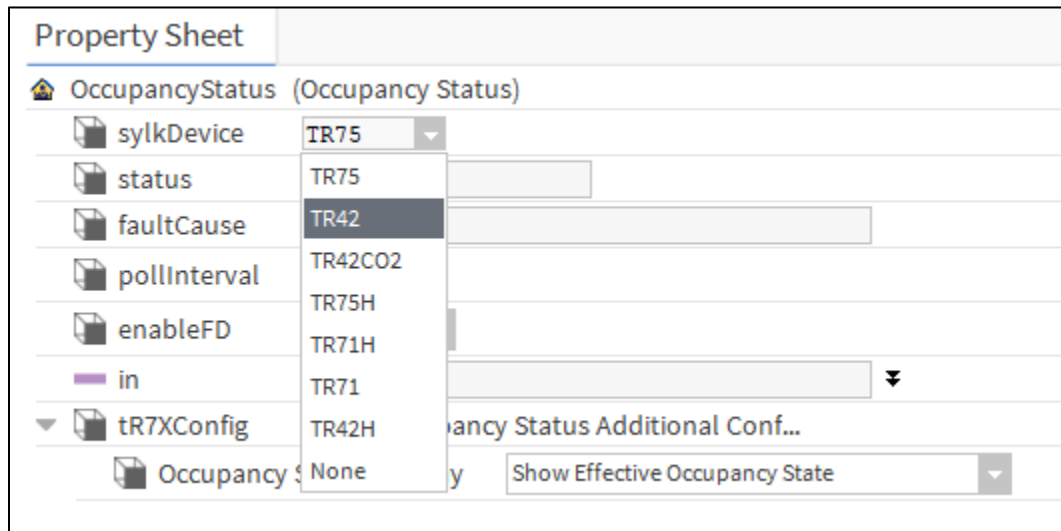 Property Sheet
OccupancyStatus (Occupancy Status)
sylkDevice TR75
status TR75
faultCause TR42
TR42CO2
pollInterval
TR75H
enableFD
TR71H
in
TR71
tR7XConfig TR42H ancy Status Additional Conf...
Occupancy S None y Show Effective Occupancy State